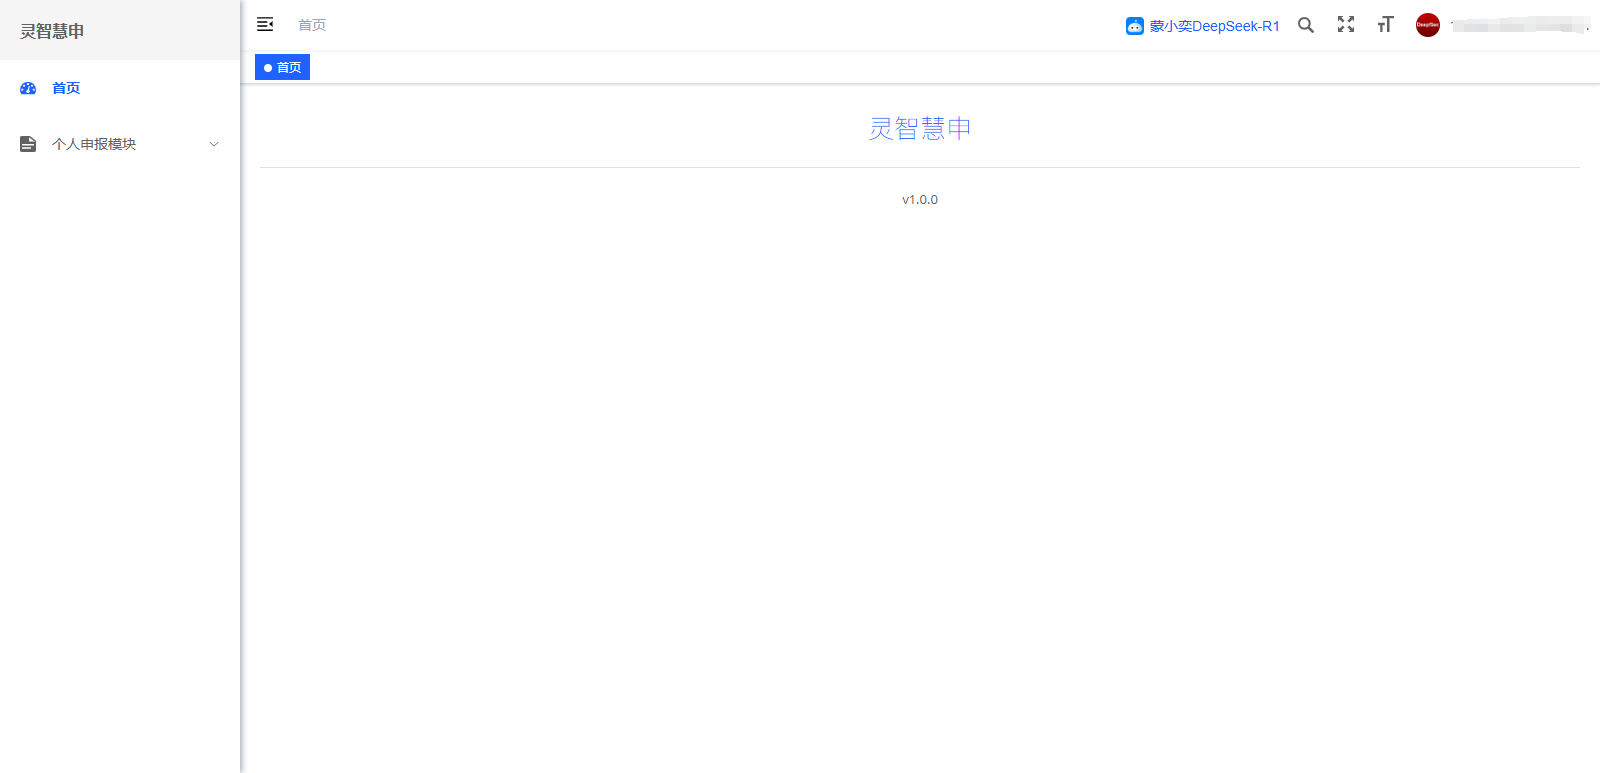 灵智慧申
首页
个人申报模块
首页
蒙小奕DeepSeek-R1
首页
灵智慧申
v1.0.0